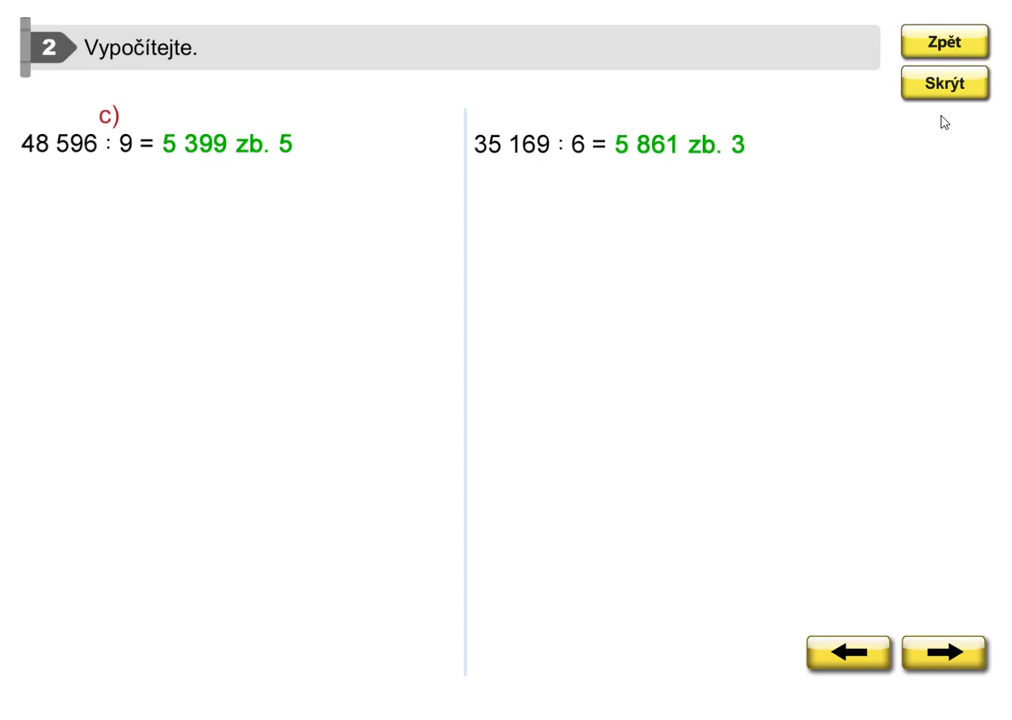 2 Vypočítejte.
Zpět
Skrýt
c)
48 596 : 9 = 5 399 zb. 5
35 169 : 6 = 5 861 zb. 3